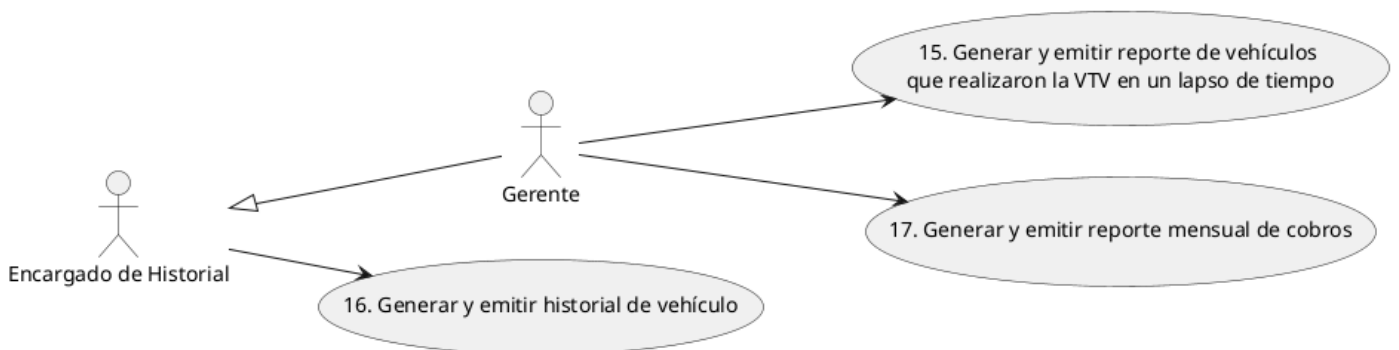 15. Generar y emitir reporte de vehículos
que realizaron la VTV en un lapso de tiempo
Gerente
17. Generar y emitir reporte mensual de cobros
Encargado de Historial
16. Generar y emitir historial de vehículo